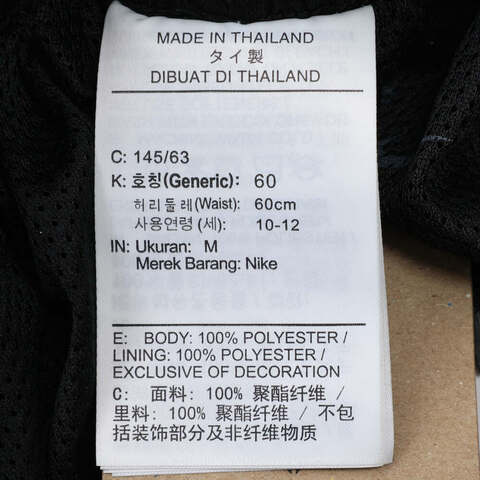 MADE IN THAILAND
タイ製
DIBUAT DI THAILAND
C: 145/63
K: 호칭(Generic): 60
허리둘레(Waist): 60cm
사용연령 (세): 10-12
IN: Ukuran: M
Merek Barang: Nike
E: BODY: 100% POLYESTER /
LINING: 100% POLYESTER /
EXCLUSIVE OF DECORATION
C: 面料: 100% 聚酯纤维 /
里料: 100% 聚酯纤维 / 不包
括装饰部分及非纤维物质